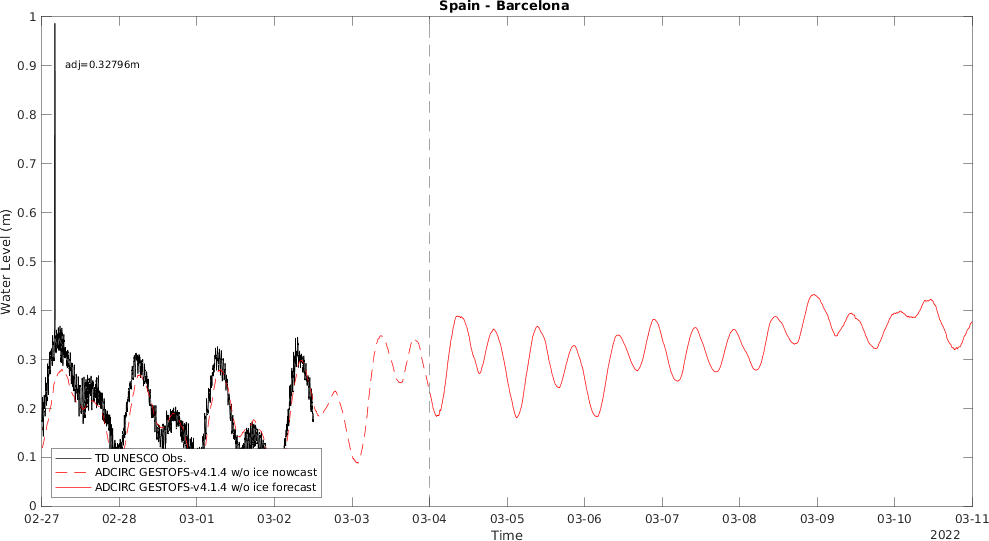 Spain - Barcelona
1
0.9
0.8
0.7
0.6
0.5
0.4
0.3
0.2
0.1
0
Water Level (m)
adj=0.32796m
TD UNESCO Obs.
ADCIRC GESTOFS-v4.1.4 w/o ice nowcast
ADCIRC GESTOFS-v4.1.4 w/o ice forecast
02-27 02-28 03-01 03-02 03-03 03-04 03-05 03-06 03-07 03-08 03-09 03-10 03-11
Time
2022